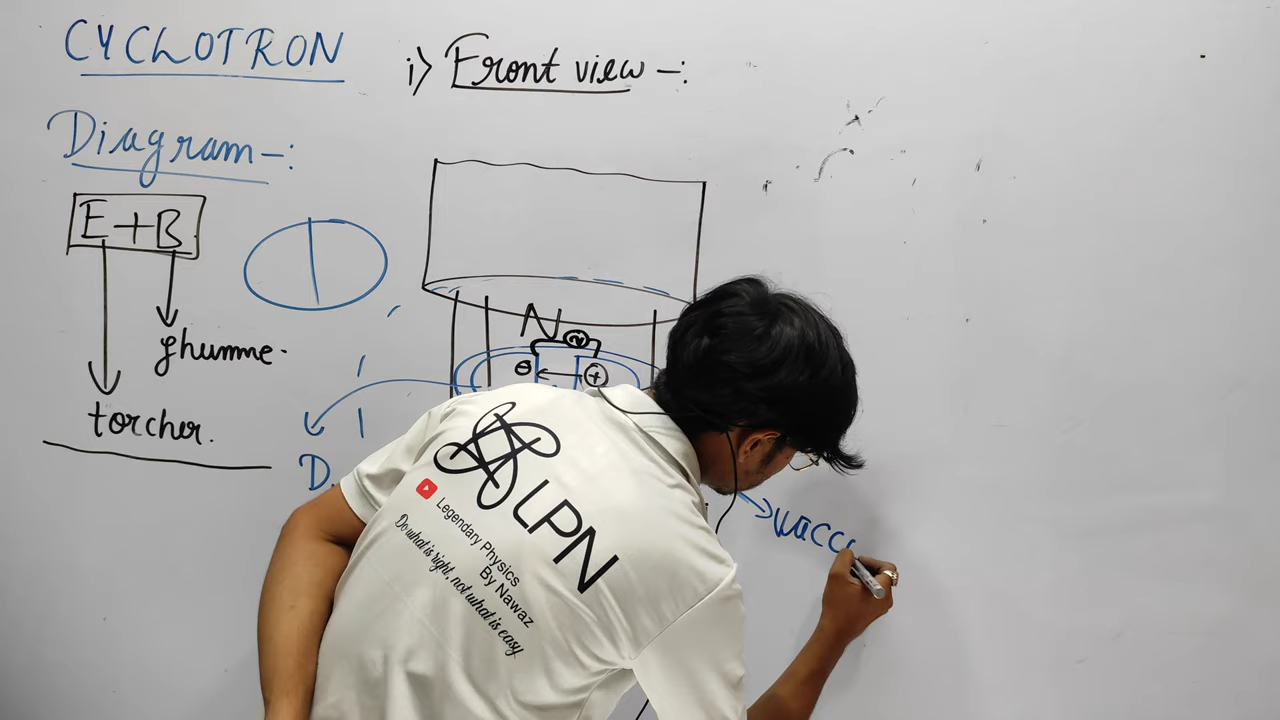 CYCLOTRON
i) Front view -:
Diagram -:
E+B
ghumne.
torcher.
N
~
⊖
+
D.
LPN
Legendary Physics
By Nawaz
Do what is right, not what is easy
vacc